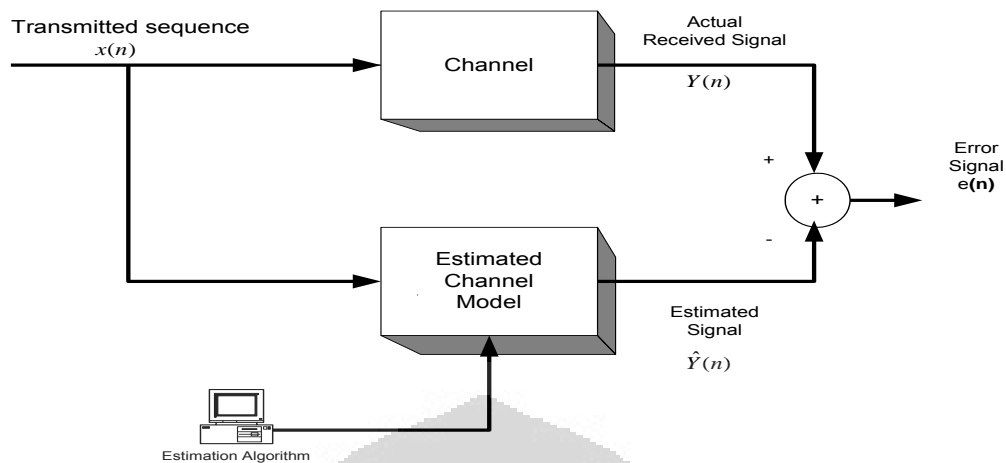 Transmitted sequence
x(n)
Channel
Actual
Received Signal
Y(n)
+
-
+
Error
Signal
e(n)
Estimated
Channel
Model
Estimated
Signal
Ŷ(n)
Estimation Algorithm